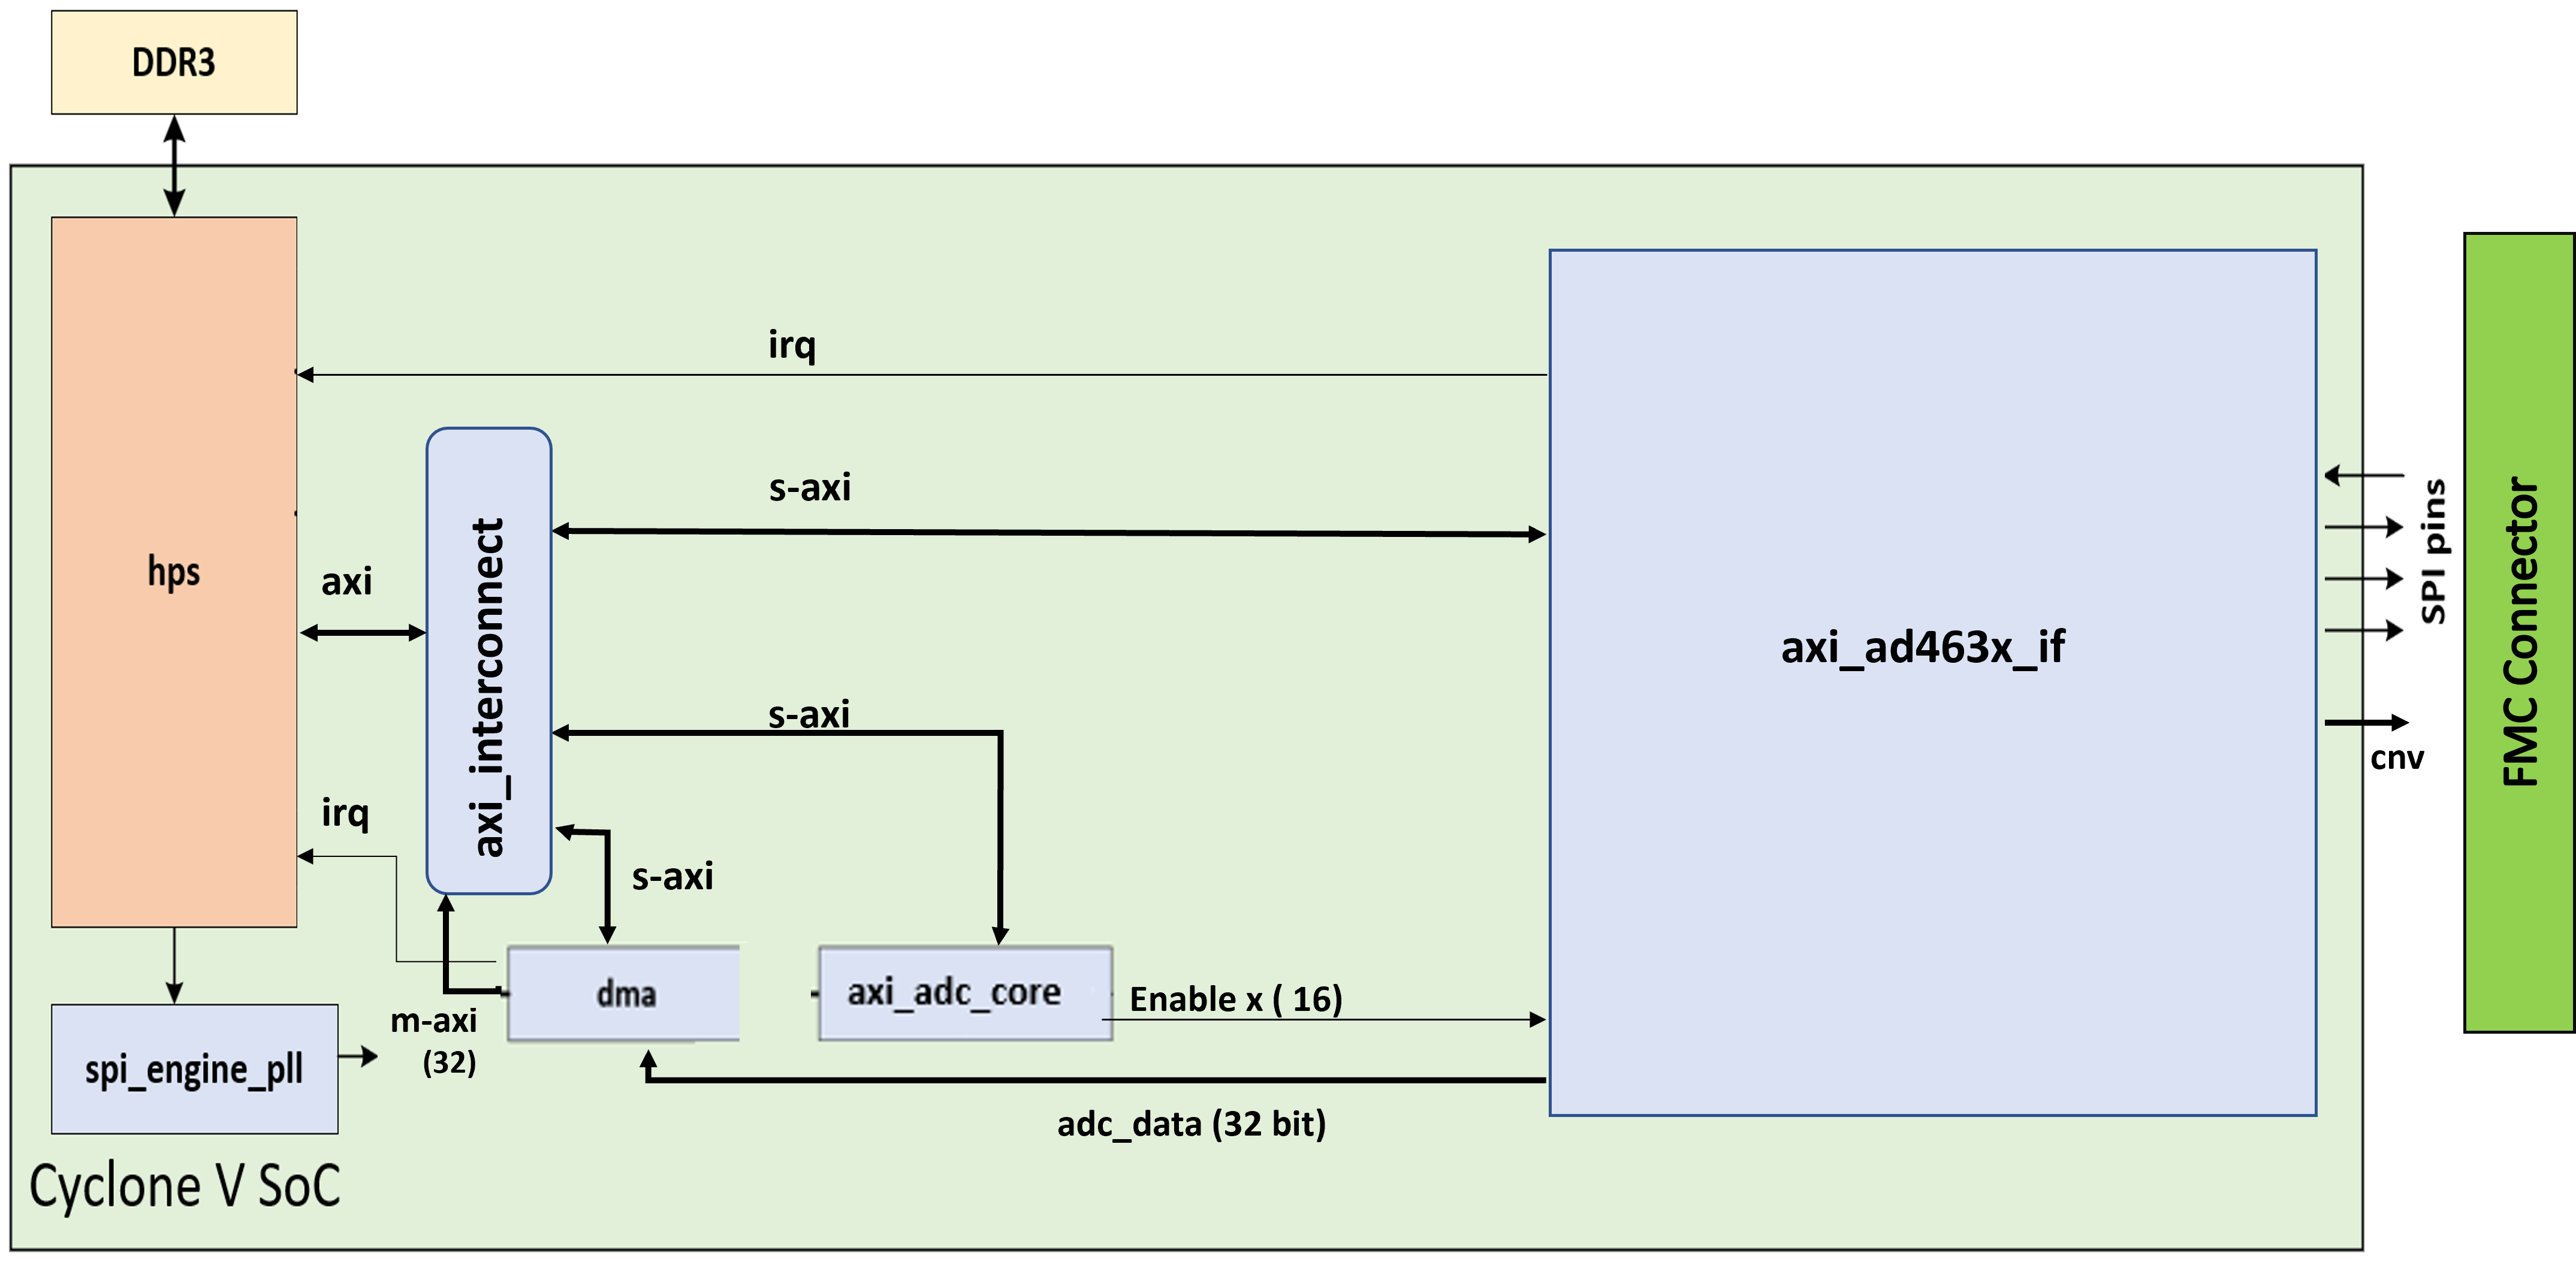 DDR3
irq
hps
axi
axi_interconnect
s-axi
s-axi
s-axi
irq
axi_ad463x_if
SPI pins
cnv
FMC Connector
dma
axi_adc_core
Enable x ( 16)
m-axi
(32)
spi_engine_pll
adc_data (32 bit)
Cyclone V SoC